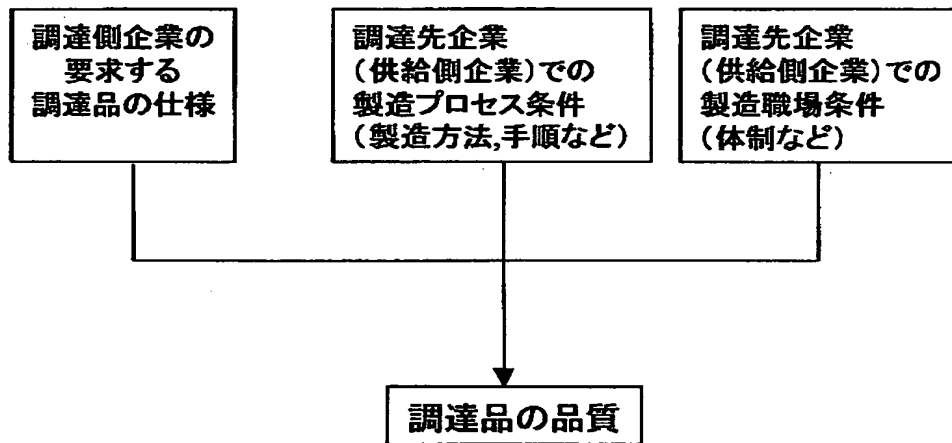 調達側企業の
要求する
調達品の仕様
調達先企業
(供給側企業)での
製造プロセス条件
(製造方法,手順など)
調達先企業
(供給側企業)での
製造職場条件
(体制など)
調達品の品質